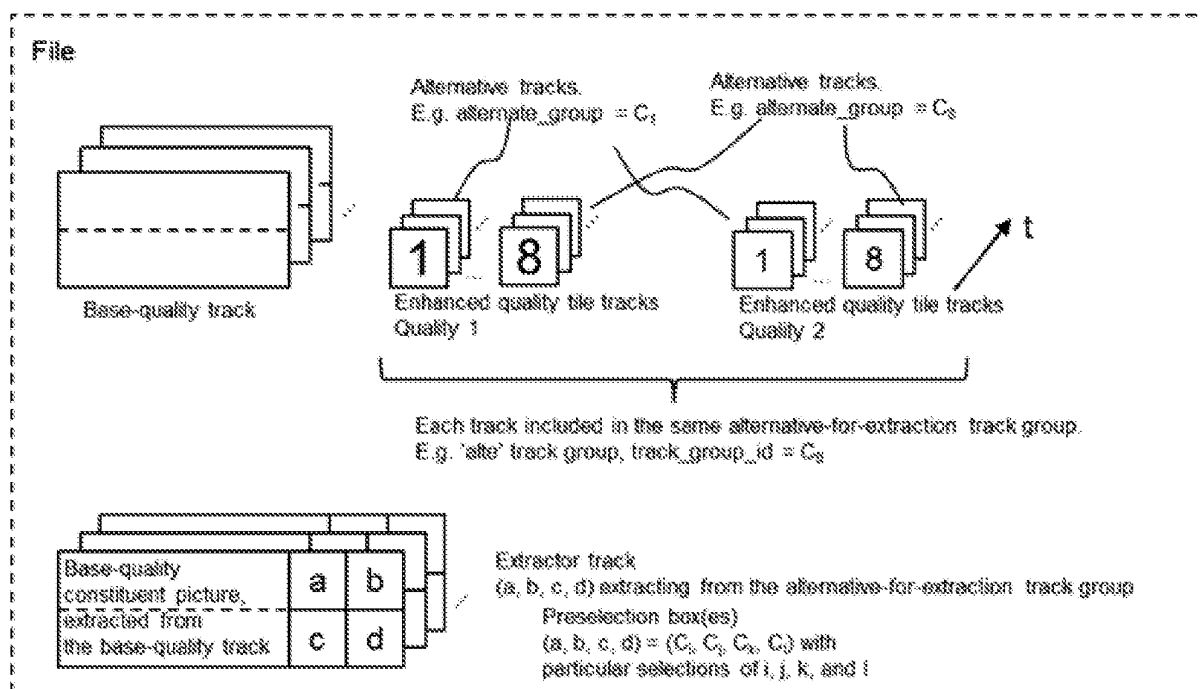 File
Alternative tracks.
E.g. alternate_group = C₁
Alternative tracks.
E.g. alternate_group = C₈
1
8
1
8
t
Base-quality track
Enhanced quality tile tracks
Quality 1
Enhanced quality tile tracks
Quality 2
Each track included in the same alternative-for-extraction track group.
E.g. 'alte' track group, track_group_id = C₉
Base-quality
constituent picture,
extracted from
the base-quality track
a
b
c
d
Extractor track
(a, b, c, d) extracting from the alternative-for-extraction track group
Preselection box(es)
(a, b, c, d) = (Cᵢ, Cⱼ, Cₖ, Cₗ) with
particular selections of i, j, k, and l